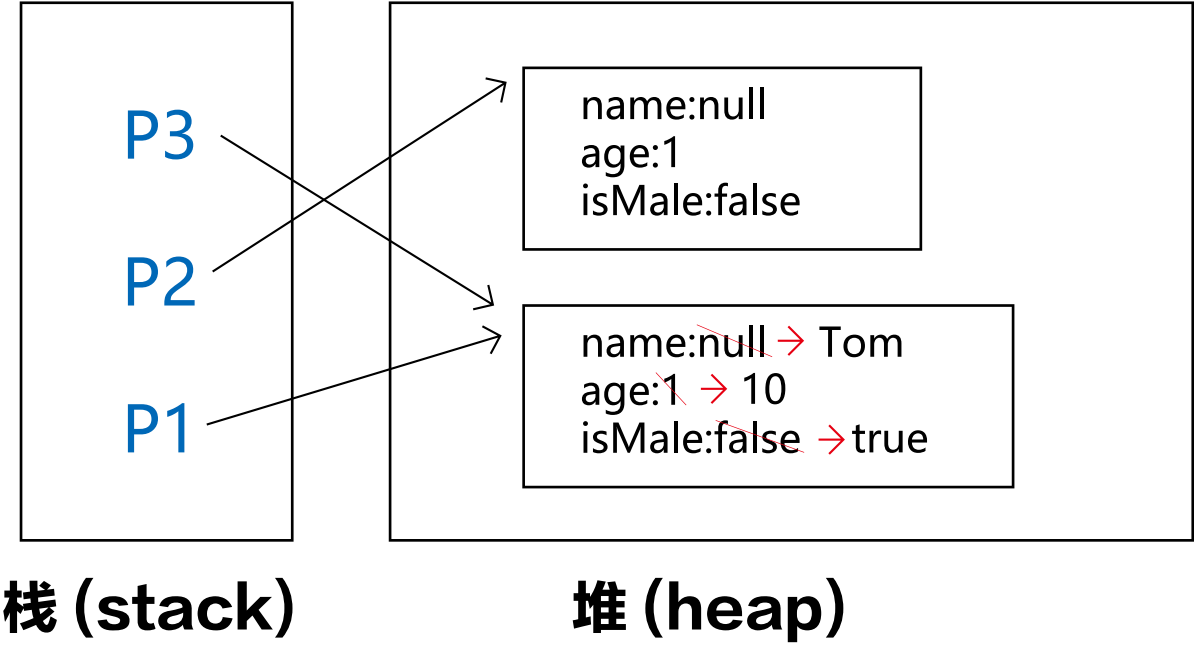 P3
P2
P1
name:null
age:1
isMale:false
name:null → Tom
age:1 → 10
isMale:false →true
栈 (stack)
堆 (heap)